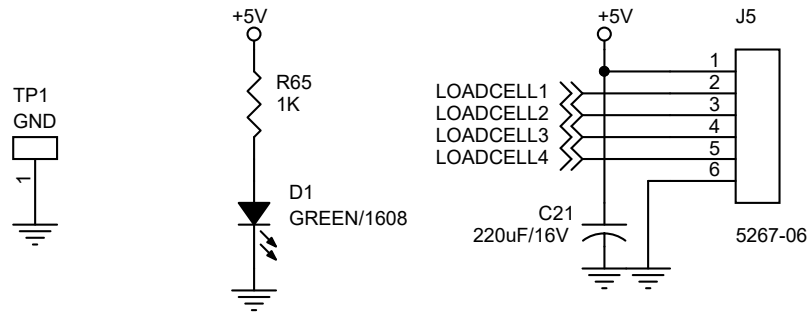 TP1
GND
1
+5V
R65
1K
D1
GREEN/1608
+5V
J5
LOADCELL1
LOADCELL2
LOADCELL3
LOADCELL4
1
2
3
4
5
6
C21
220uF/16V
5267-06